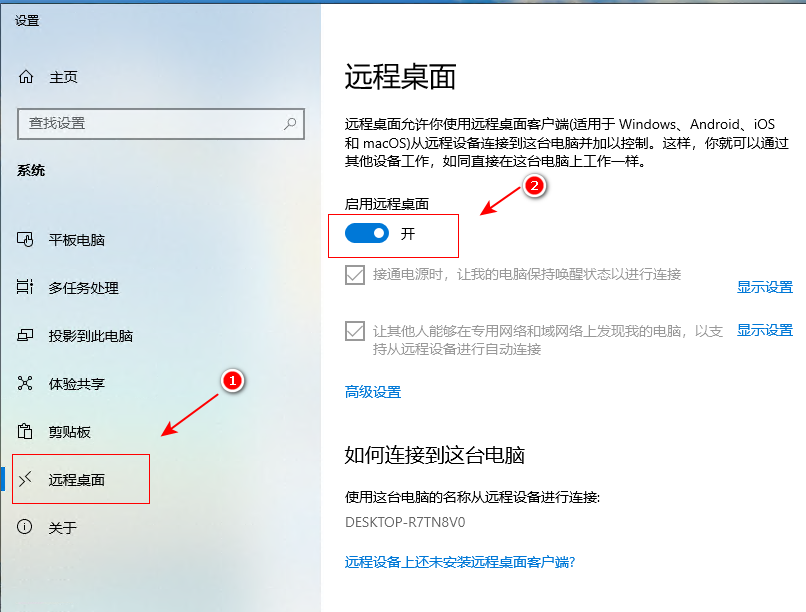 设置
主页
查找设置
系统
平板电脑
多任务处理
投影到此电脑
体验共享
剪贴板
远程桌面
关于
1
远程桌面
远程桌面允许你使用远程桌面客户端(适用于 Windows、Android、iOS
和 macOS)从远程设备连接到这台电脑并加以控制。这样，你就可以通过
其他设备工作，如同直接在这台电脑上工作一样。
2
启用远程桌面
开
接通电源时，让我的电脑保持唤醒状态以进行连接
显示设置
让其他人能够在专用网络和域网络上发现我的电脑，以支
持从远程设备进行自动连接
显示设置
高级设置
如何连接到这台电脑
使用这台电脑的名称从远程设备进行连接:
DESKTOP-R7TN8V0
远程设备上还未安装远程桌面客户端?